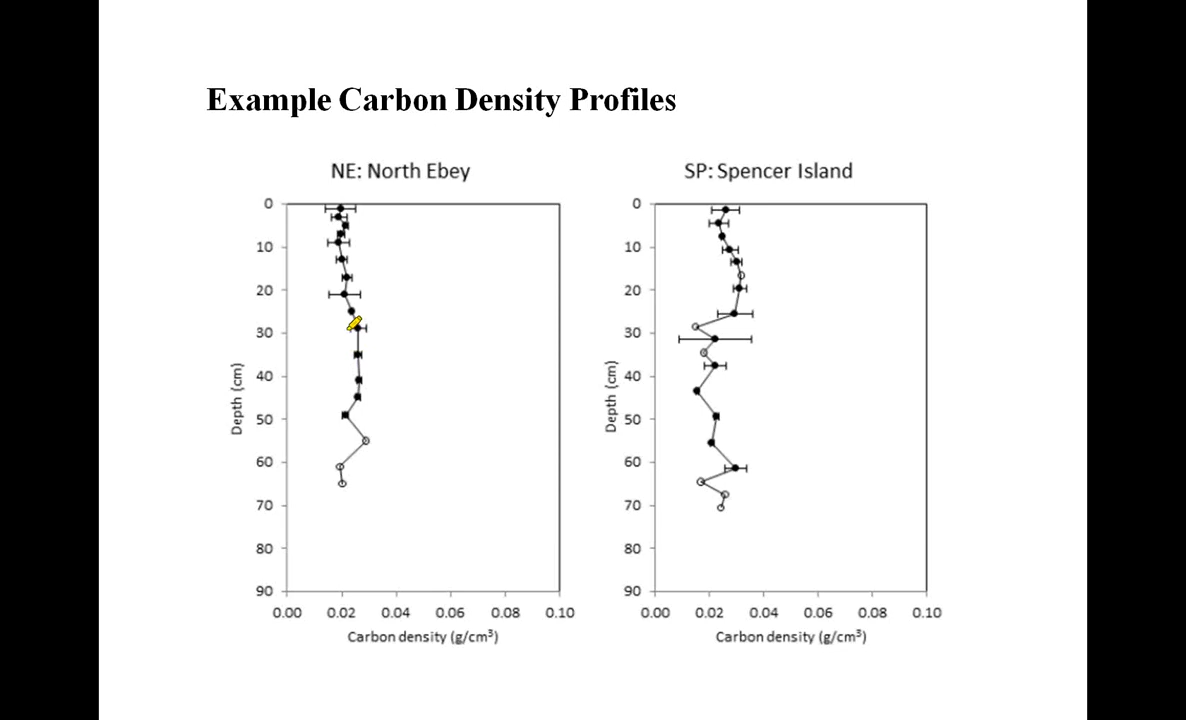 Example Carbon Density Profiles
NE: North Ebey
0
10
20
30
40
50
60
70
80
90
Depth (cm)
0.00 0.02 0.04 0.06 0.08 0.10
Carbon density (g/cm³)
SP: Spencer Island
0
10
20
30
40
50
60
70
80
90
Depth (cm)
0.00 0.02 0.04 0.06 0.08 0.10
Carbon density (g/cm³)